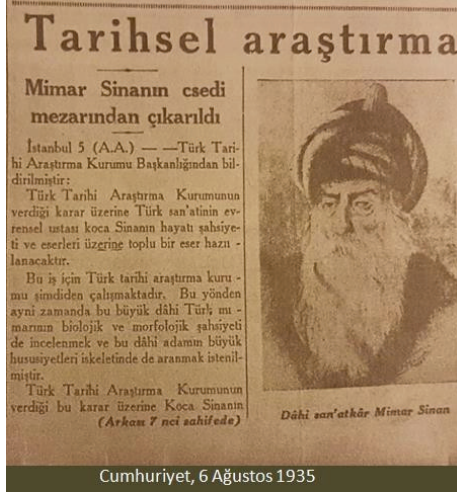 Tarihsel araştırma
Mimar Sinanın csedi
mezarından çıkarıldı
İstanbul 5 (A.A.) — —Türk Tari-
hi Araştırma Kurumu Başkanlığından bil-
dirilmiştir:
Türk Tarihi Araştırma Kurumunun
verdiği karar üzerine Türk san'atinin ev-
rensel ustası koca Sinanın hayatı şahsiye-
ti ve eserleri üzerine toplu bir eser hazır -
lanacaktır.
Bu iş için Türk tarihi araştırma kuru -
mu şimdiden çalışmaktadır. Bu yönden
ayni zamanda bu büyük dâhi Türk mi -
marının biolojik ve morfolojik şahsiyeti
de incelenmek ve bu dâhi adamın büyük
hususiyetleri iskeletinde de aranmak istenil-
miştir.
Türk Tarihi Araştırma Kurumunun
verdiği bu karar üzerine Koca Sinanın
(Arkası 7 nci sahifede)
Dâhi san'atkâr Mimar Sinan
Cumhuriyet, 6 Ağustos 1935